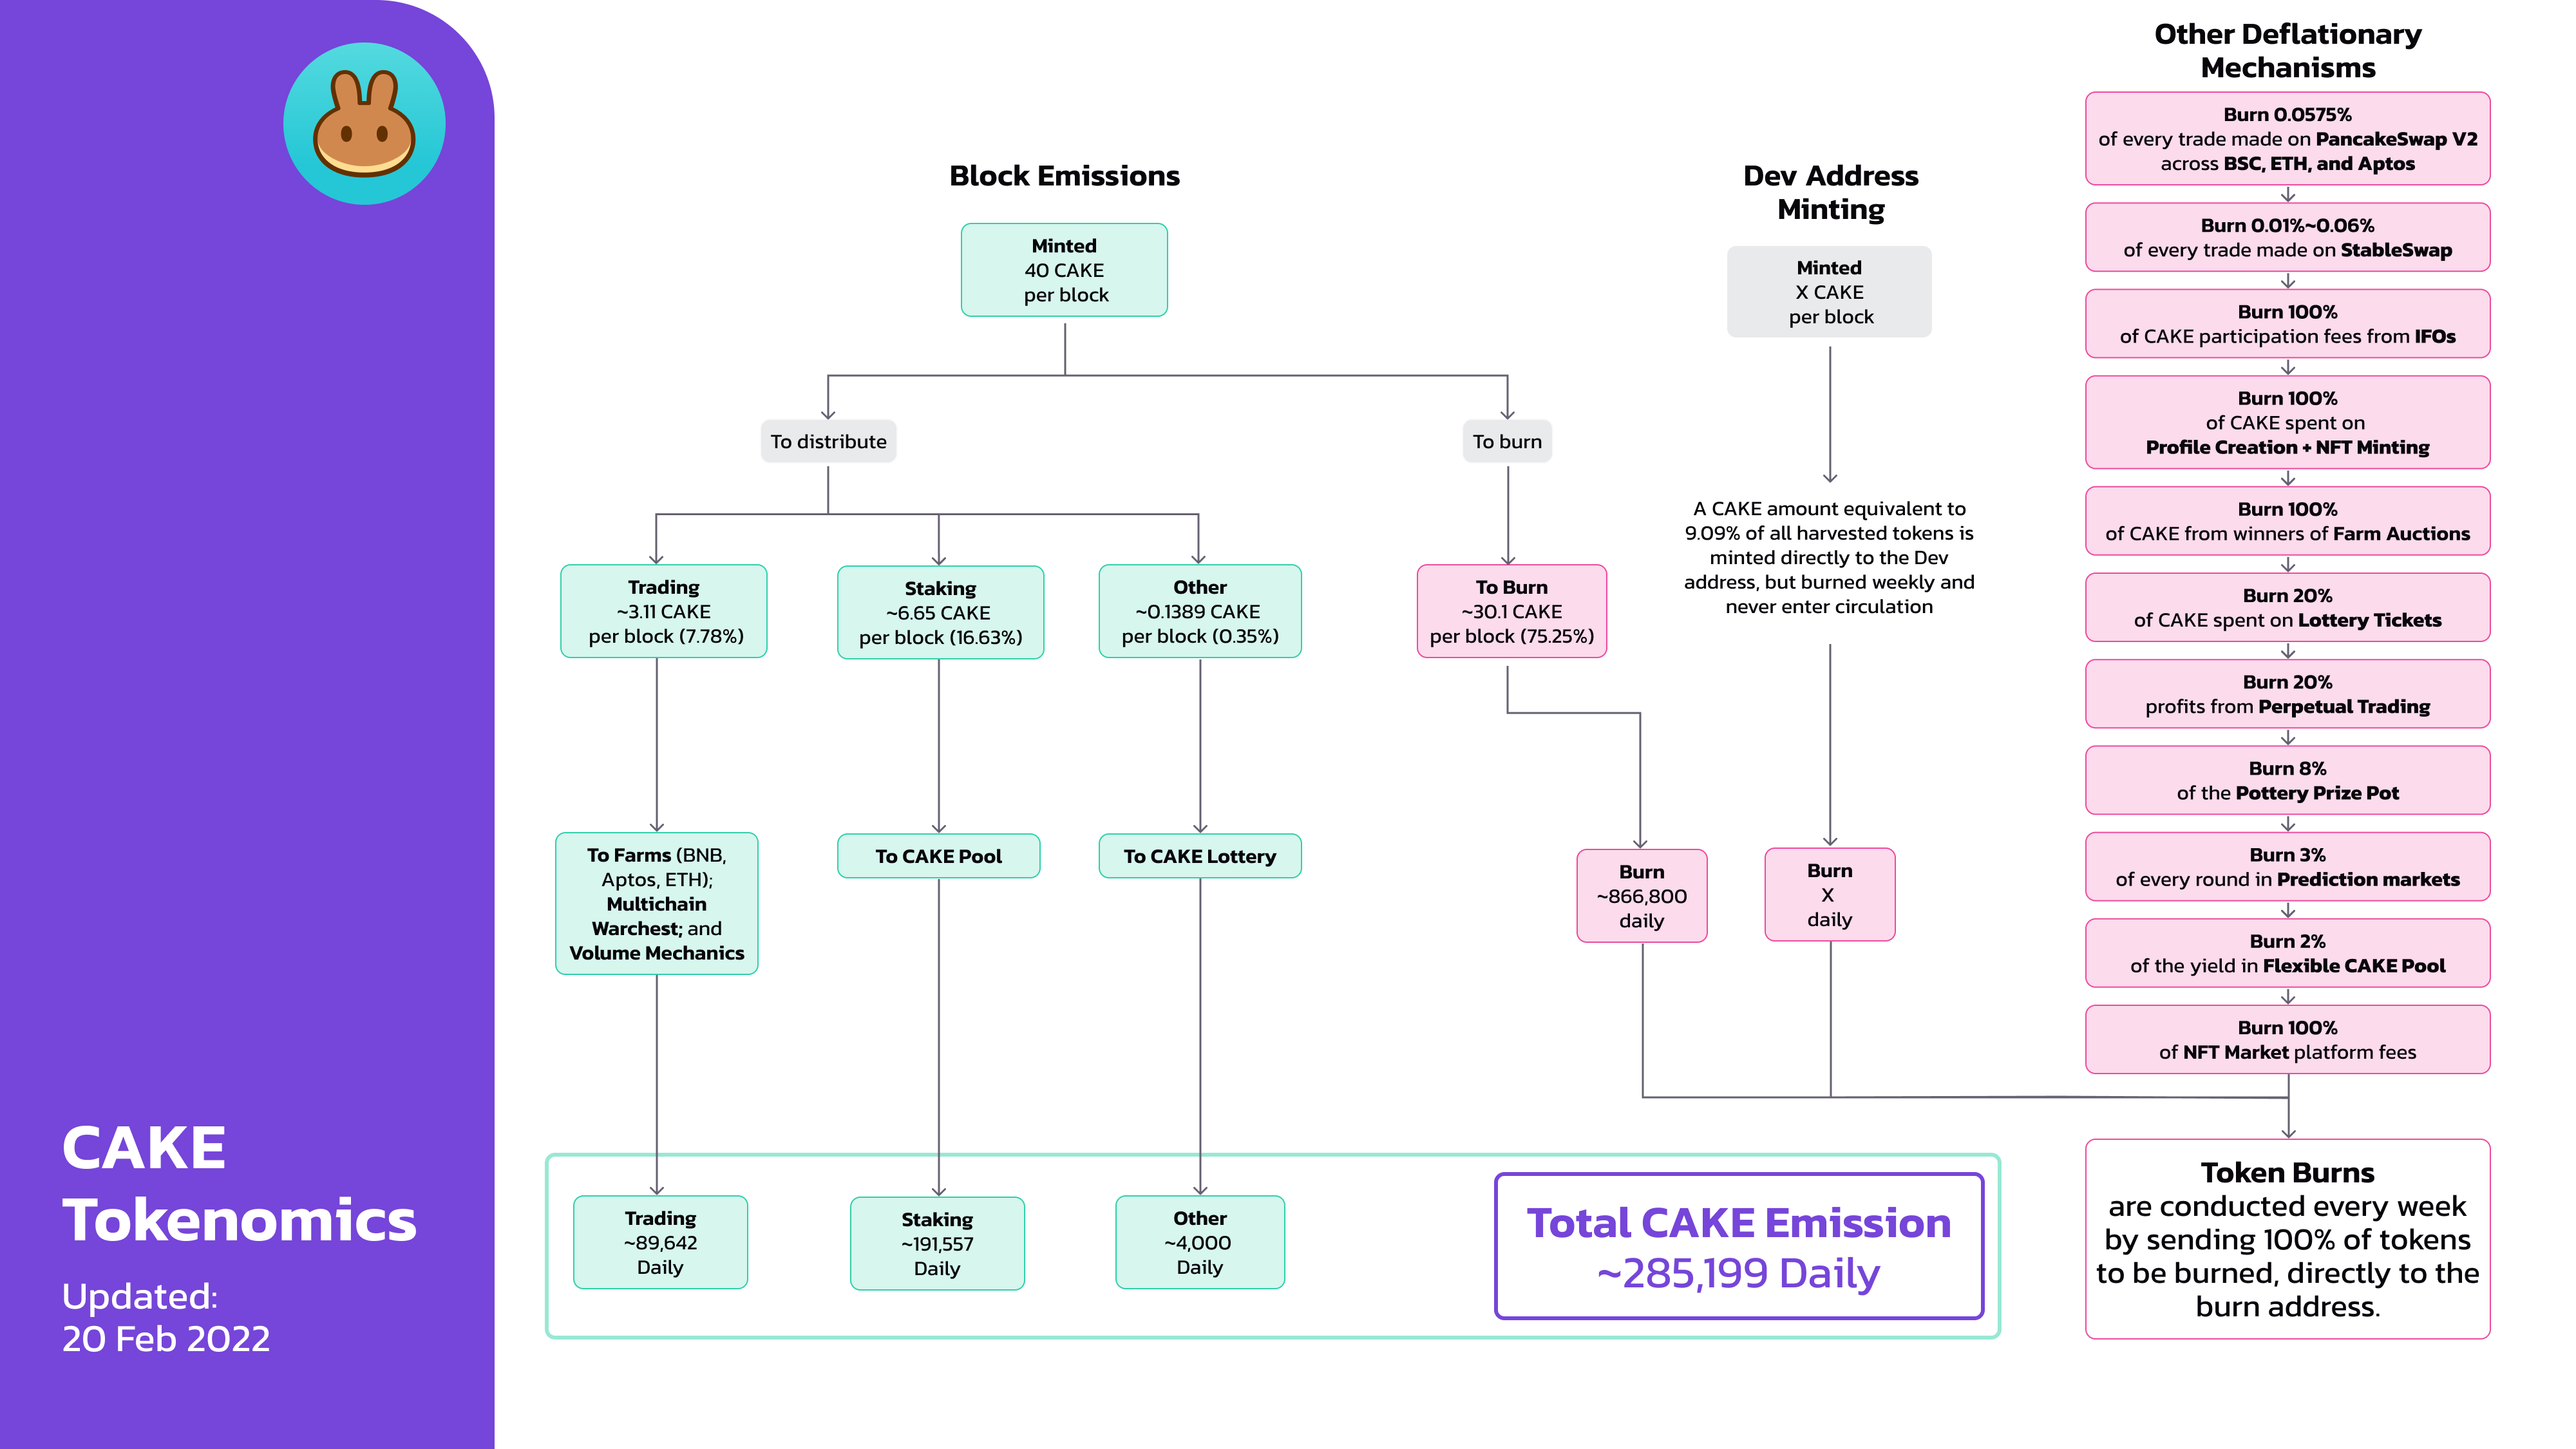 CAKE
Tokenomics
Updated:
20 Feb 2022
Block Emissions
Minted
40 CAKE
per block
To distribute
To burn
Trading
~3.11 CAKE
per block (7.78%)
Staking
~6.65 CAKE
per block (16.63%)
Other
~0.1389 CAKE
per block (0.35%)
To Burn
~30.1 CAKE
per block (75.25%)
To Farms (BNB,
Aptos, ETH);
Multichain
Warchest; and
Volume Mechanics
To CAKE Pool
To CAKE Lottery
Burn
~866,800
daily
Trading
~89,642
Daily
Staking
~191,557
Daily
Other
~4,000
Daily
Total CAKE Emission
~285,199 Daily
Dev Address
Minting
Minted
X CAKE
per block
A CAKE amount equivalent to
9.09% of all harvested tokens is
minted directly to the Dev
address, but burned weekly and
never enter circulation
Burn
X
daily
Other Deflationary
Mechanisms
Burn 0.0575%
of every trade made on PancakeSwap V2
across BSC, ETH, and Aptos
Burn 0.01%~0.06%
of every trade made on StableSwap
Burn 100%
of CAKE participation fees from IFOs
Burn 100%
of CAKE spent on
Profile Creation + NFT Minting
Burn 100%
of CAKE from winners of Farm Auctions
Burn 20%
of CAKE spent on Lottery Tickets
Burn 20%
profits from Perpetual Trading
Burn 8%
of the Pottery Prize Pot
Burn 3%
of every round in Prediction markets
Burn 2%
of the yield in Flexible CAKE Pool
Burn 100%
of NFT Market platform fees
Token Burns
are conducted every week
by sending 100% of tokens
to be burned, directly to the
burn address.